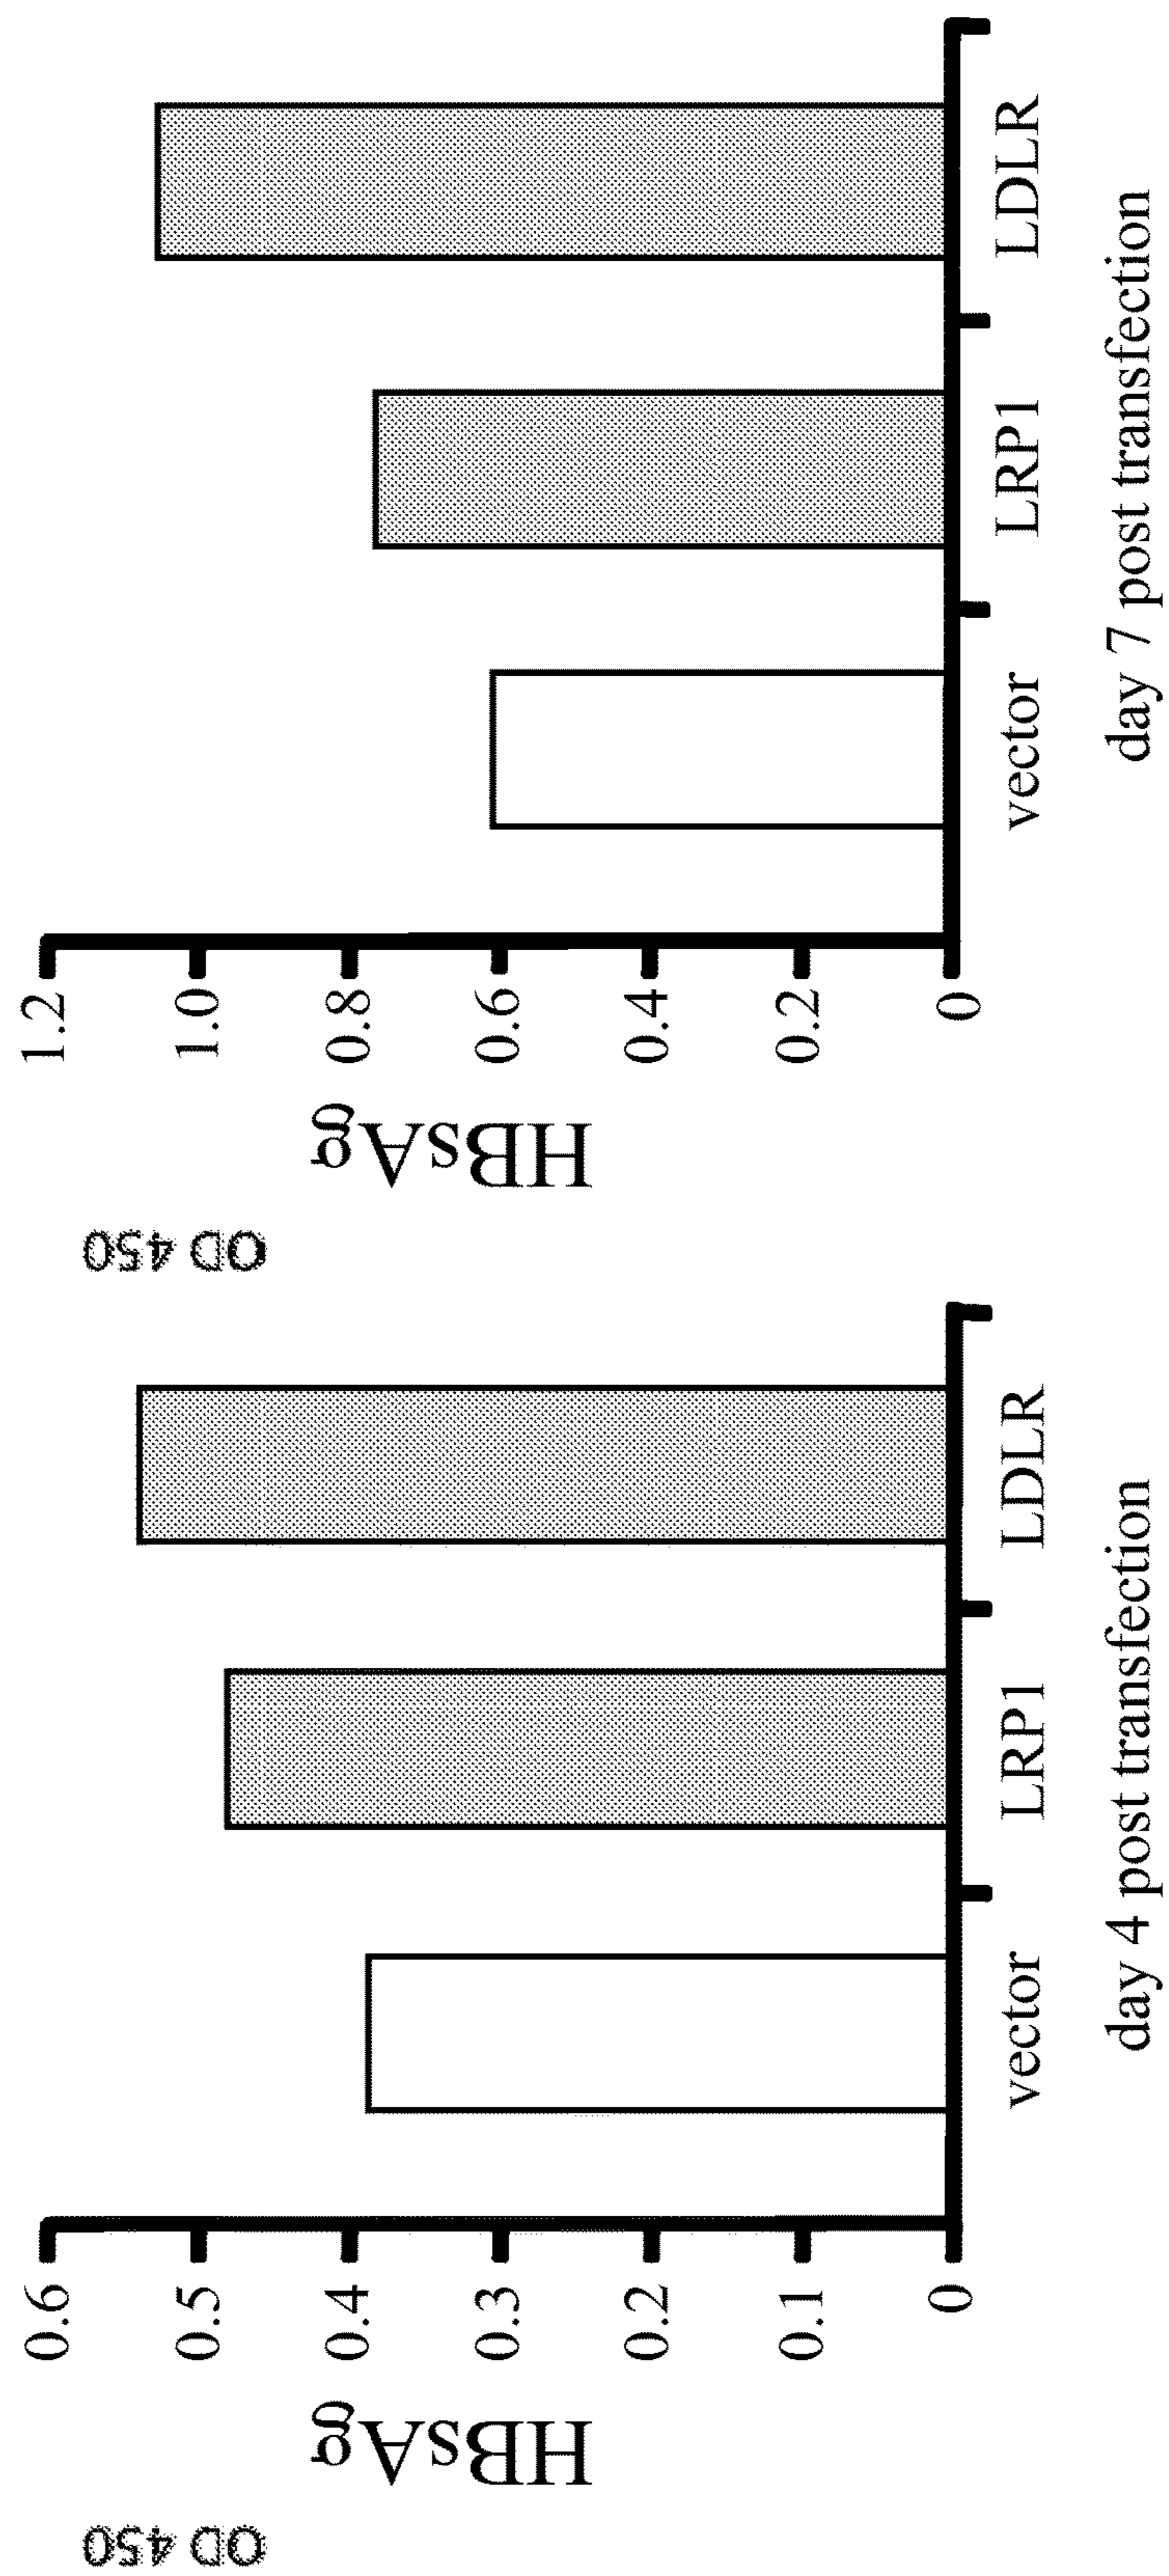 OD 450
HBsAg
0.6
0.5
0.4
0.3
0.2
0.1
0
vector
LRP1
LDLR
day 4 post transfection
OD 450
HBsAg
1.2
1.0
0.8
0.6
0.4
0.2
0
vector
LRP1
LDLR
day 7 post transfection